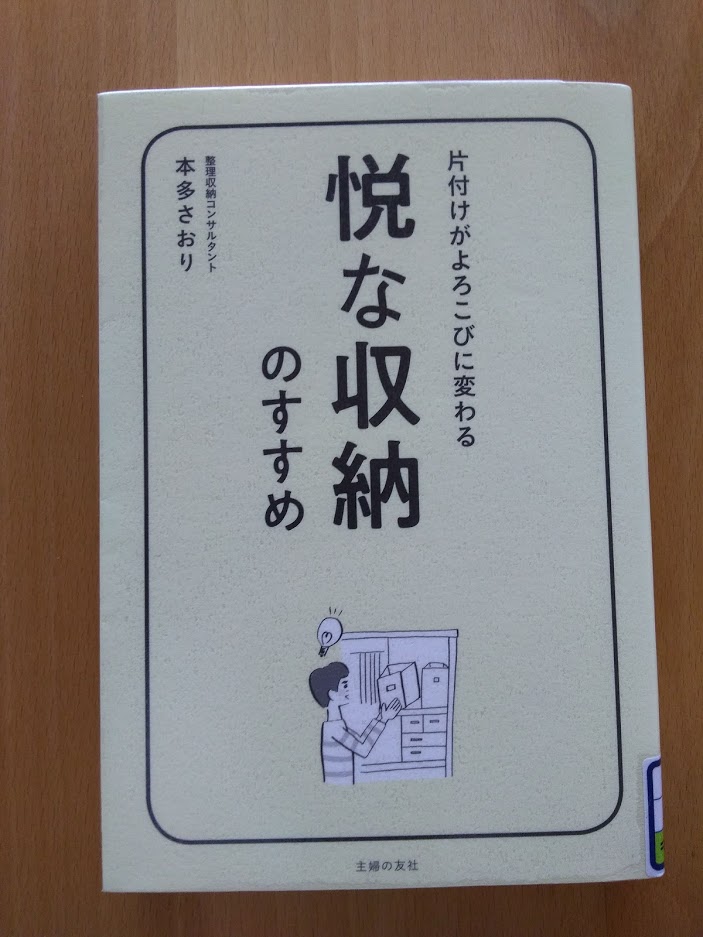 片付けがよろこびに変わる
悦な収納
のすすめ
整理収納コンサルタント
本多さおり
主婦の友社